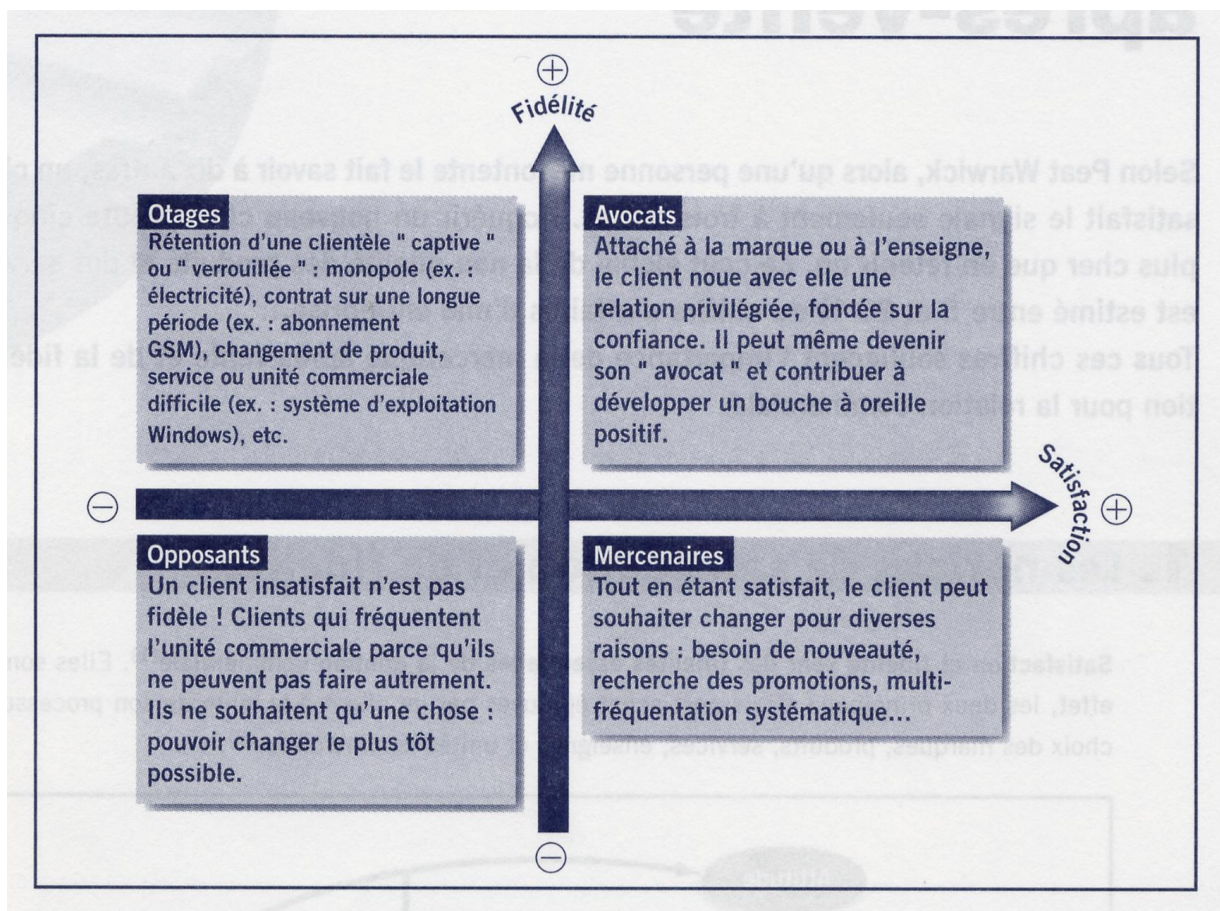 Fidélité
Otages
Rétention d'une clientèle " captive "
ou " verrouillée " : monopole (ex. :
électricité), contrat sur une longue
période (ex. : abonnement
GSM), changement de produit,
service ou unité commerciale
difficile (ex. : système d'exploitation
Windows), etc.
Avocats
Attaché à la marque ou à l'enseigne,
le client noue avec elle une
relation privilégiée, fondée sur la
confiance. Il peut même devenir
son " avocat " et contribuer à
développer un bouche à oreille
positif.
Satisfaction
Opposants
Un client insatisfait n'est pas
fidèle ! Clients qui fréquentent
l'unité commerciale parce qu'ils
ne peuvent pas faire autrement.
Ils ne souhaitent qu'une chose :
pouvoir changer le plus tôt
possible.
Mercenaires
Tout en étant satisfait, le client peut
souhaiter changer pour diverses
raisons : besoin de nouveauté,
recherche des promotions, multi-
fréquentation systématique...